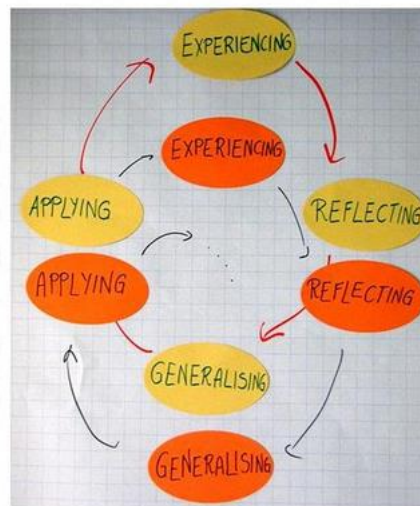 EXPERIENCING
EXPERIENCING
APPLYING
REFLECTING
APPLYING
REFLECTING
GENERALISING
GENERALISING